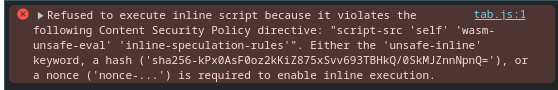 Refused to execute inline script because it violates the tab.js:1
following Content Security Policy directive: "script-src 'self' 'wasm-
unsafe-eval' 'inline-speculation-rules'". Either the 'unsafe-inline'
keyword, a hash ('sha256-kPx0AsF0oz2kKiZ875xSvv693TBHkQ/0SkMJZnnNpnQ='), or
a nonce ('nonce-...') is required to enable inline execution.